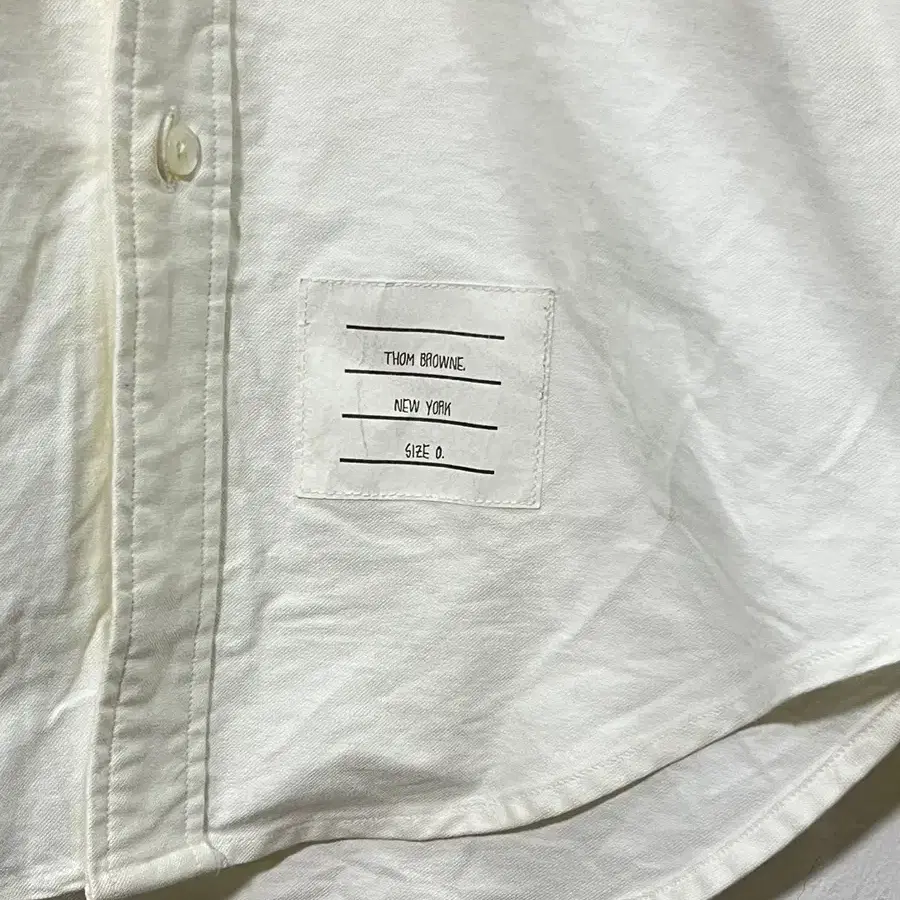 THOM BROWNE.
NEW YORK
SIZE 0.